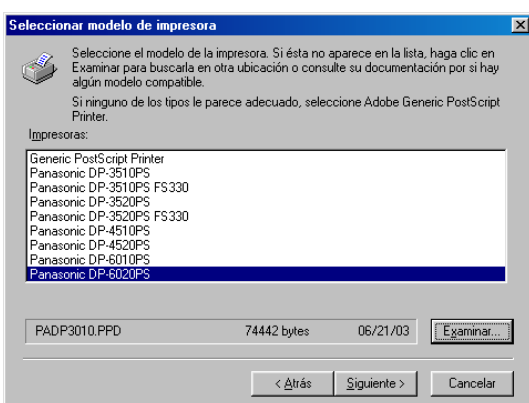 Seleccionar modelo de impresora
Seleccione el modelo de la impresora. Si ésta no aparece en la lista, haga clic en
Examinar para buscarla en otra ubicación o consulte su documentación por si hay
algún modelo compatible.
Si ninguno de los tipos le parece adecuado, seleccione Adobe Generic PostScript
Printer.
Impresoras:
Generic PostScript Printer
Panasonic DP-3510PS
Panasonic DP-3510PS FS330
Panasonic DP-3520PS
Panasonic DP-3520PS FS330
Panasonic DP-4510PS
Panasonic DP-4520PS
Panasonic DP-6010PS
Panasonic DP-6020PS
PADP3010.PPD 74442 bytes 06/21/03 Examinar...
< Atrás Siguiente > Cancelar